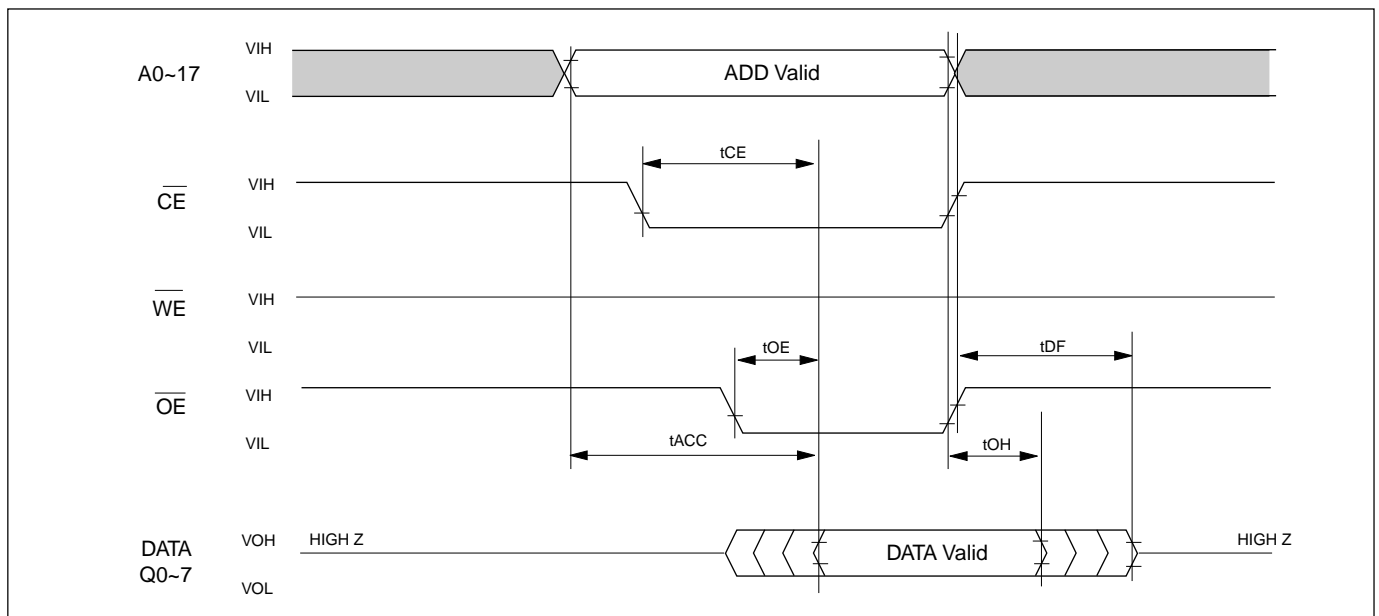 VIH
A0~17
ADD Valid
VIL
tCE
VIH
CE
VIL
WE
VIH
VIL
tOE
tDF
VIH
OE
VIL
tACC
tOH
VOH
HIGH Z
DATA Valid
HIGH Z
DATA
Q0~7
VOL